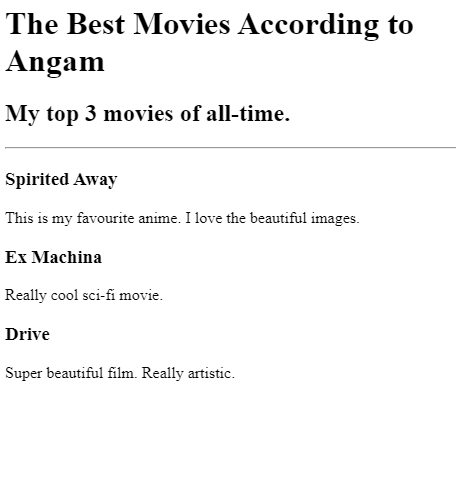 The Best Movies According to
Angam
My top 3 movies of all-time.
Spirited Away
This is my favourite anime. I love the beautiful images.
Ex Machina
Really cool sci-fi movie.
Drive
Super beautiful film. Really artistic.